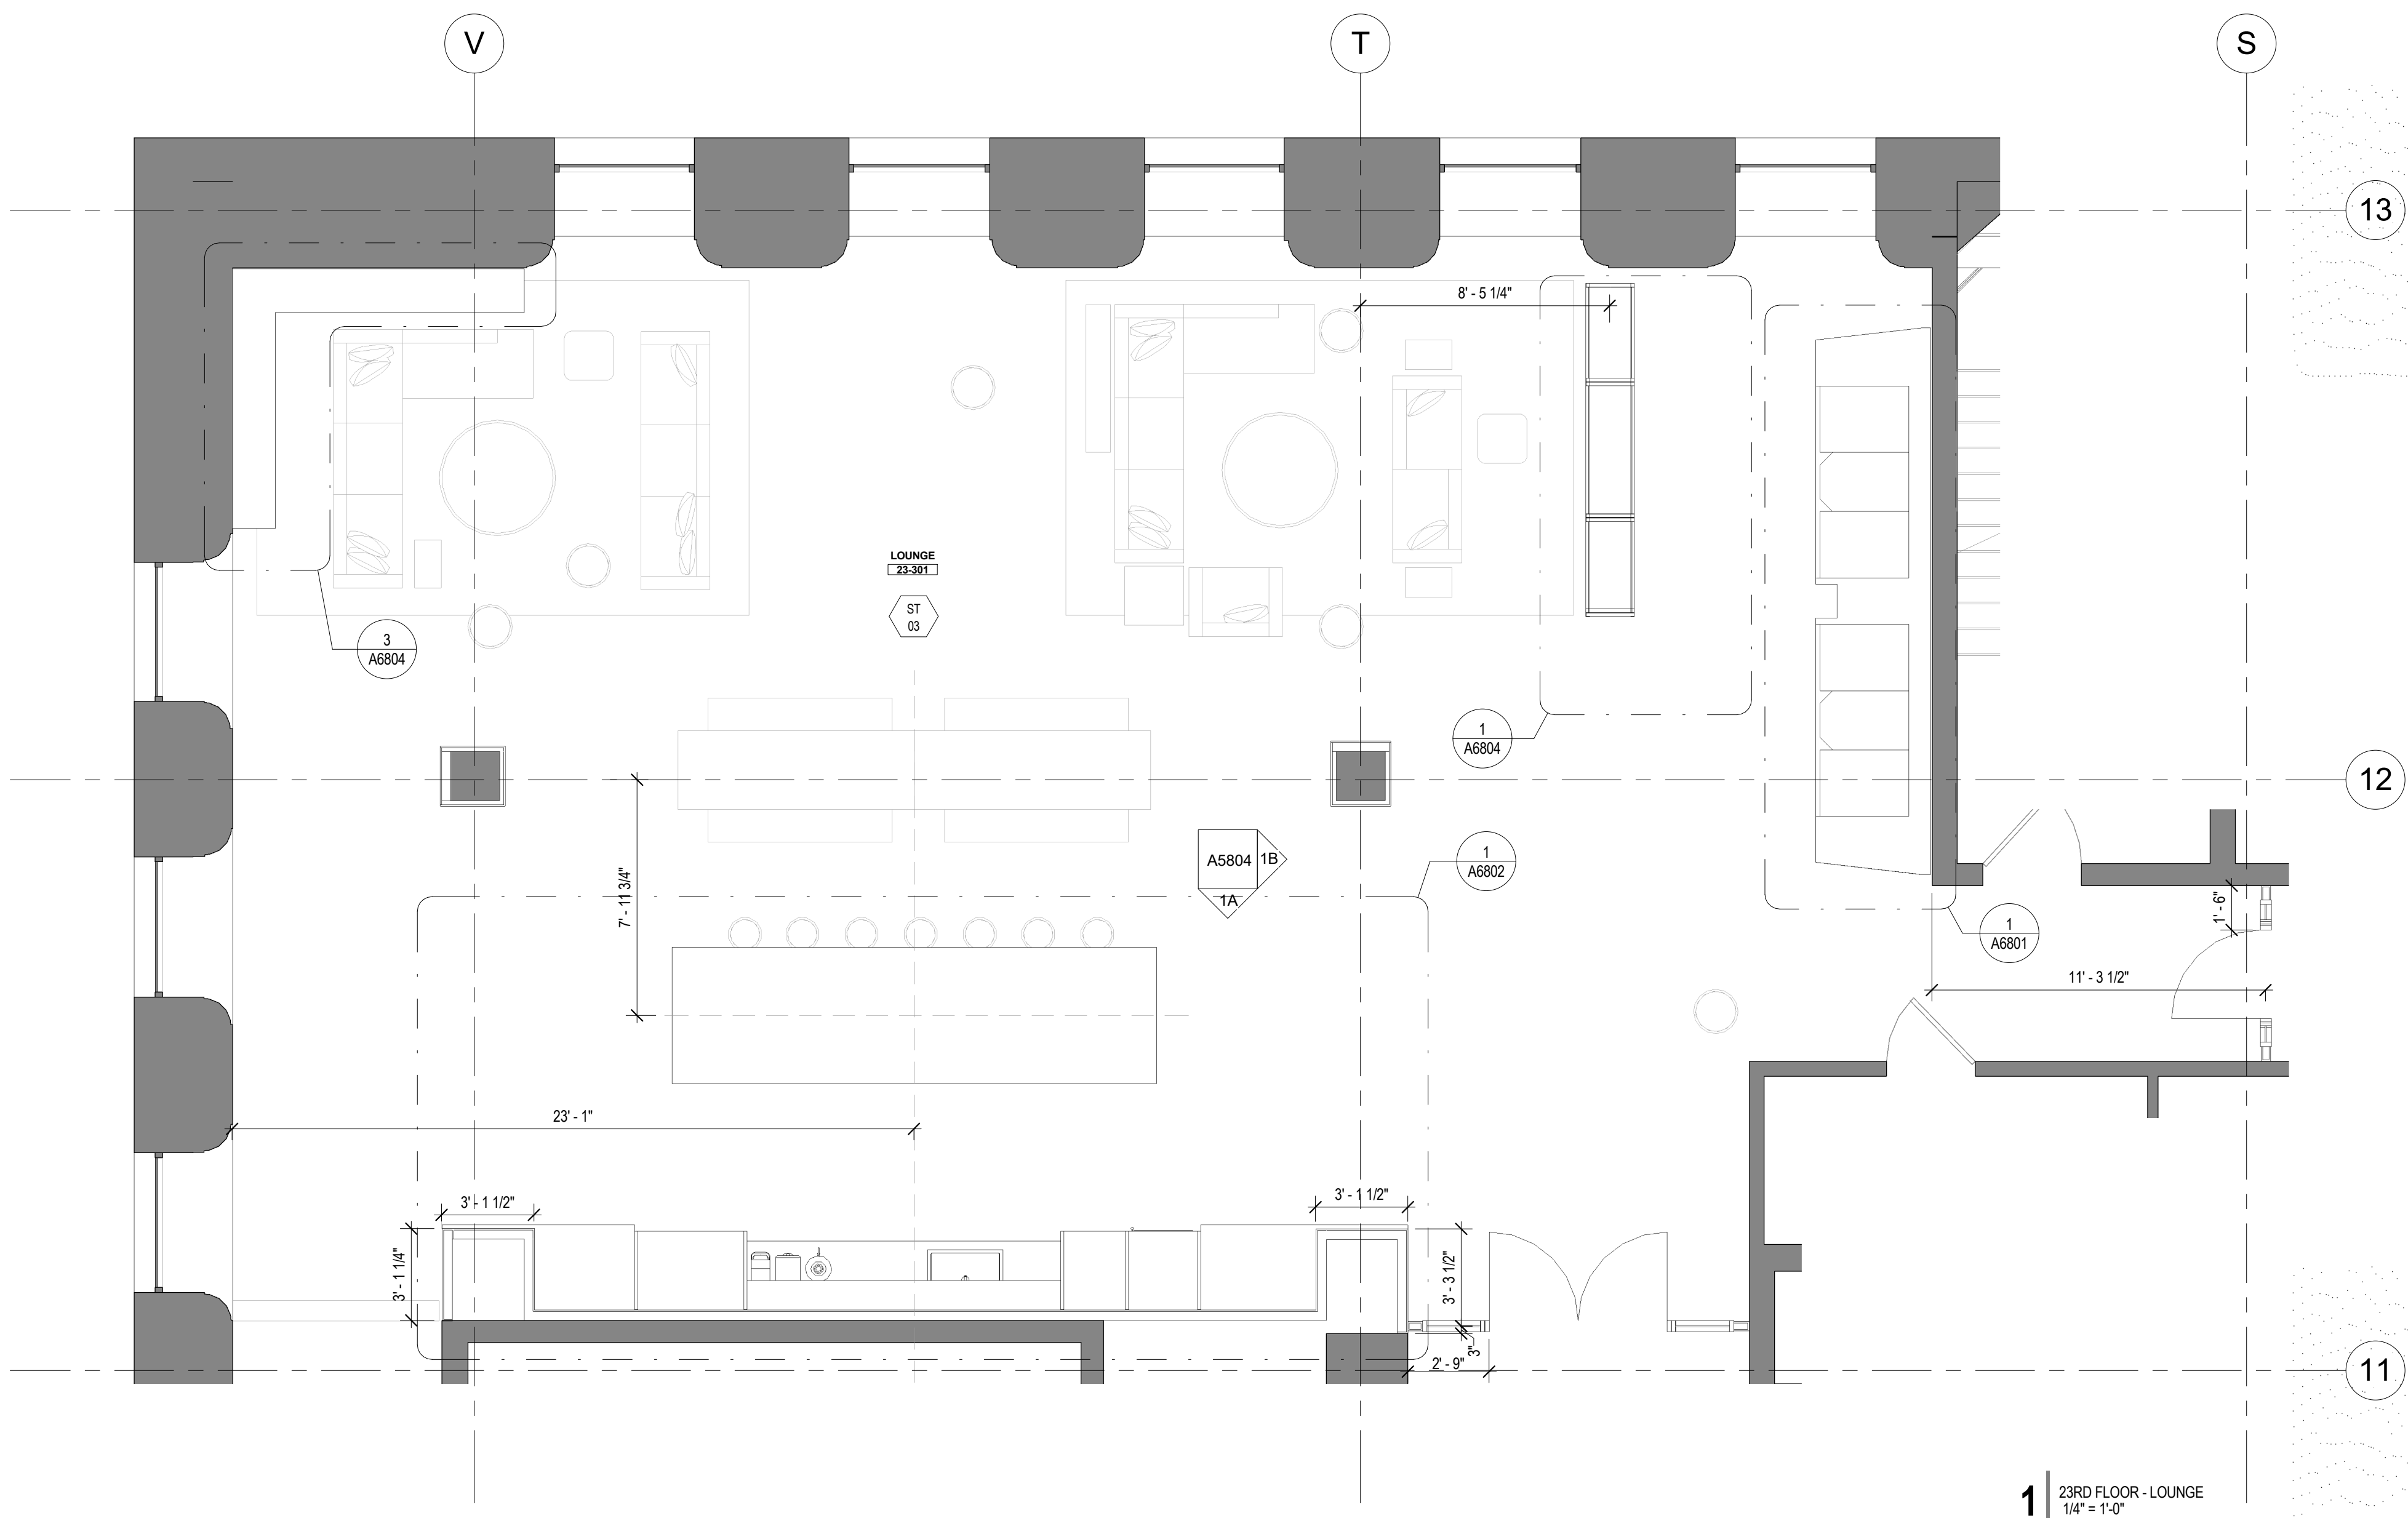 V
T
S
13
8' - 5 1/4"
LOUNGE
23-301
ST
03
3
A6804
1
A6804
12
7' - 11 3/4"
A5804
1B
1A
1
A6802
1' - 6"
1
A6801
11' - 3 1/2"
23' - 1"
3' - 1 1/2"
3' - 1 1/2"
3' - 1 1/4"
3' - 3 1/2"
3"
2' - 9"
11
1
23RD FLOOR - LOUNGE
1/4" = 1'-0"